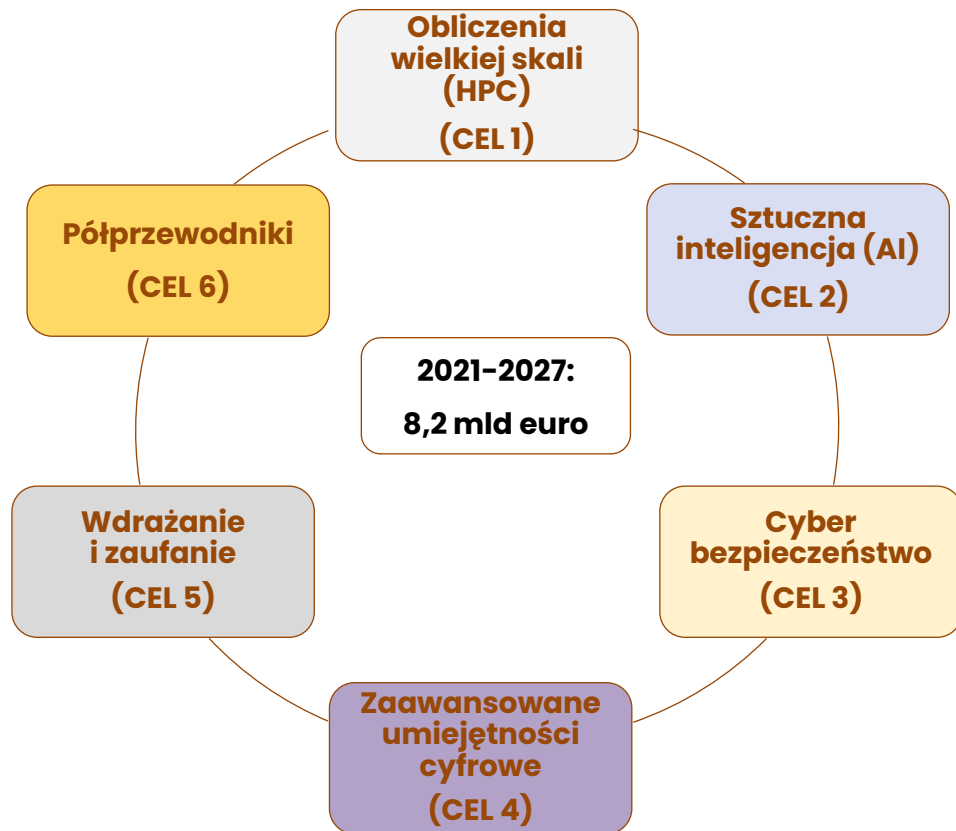 Obliczenia
wielkiej skali
(HPC)
(CEL 1)
Sztuczna
inteligencja (AI)
(CEL 2)
Cyber
bezpieczeństwo
(CEL 3)
Zaawansowane
umiejętności
cyfrowe
(CEL 4)
Wdrażanie
i zaufanie
(CEL 5)
Półprzewodniki
(CEL 6)
2021-2027:
8,2 mld euro